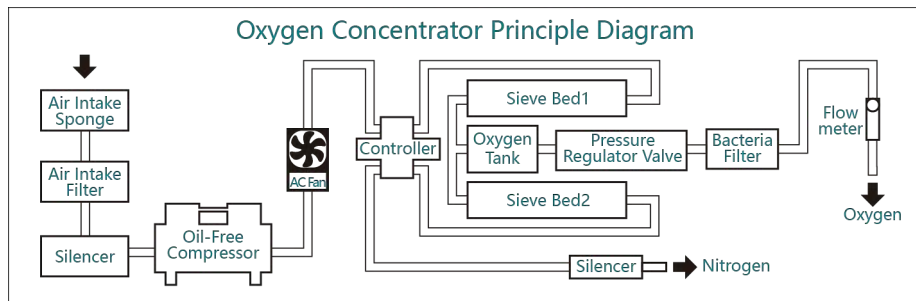 Oxygen Concentrator Principle Diagram
Air Intake
Sponge
Air Intake
Filter
Silencer
Oil-Free
Compressor
AC Fan
Controller
Sieve Bed1
Oxygen
Tank
Pressure
Regulator Valve
Bacteria
Filter
Sieve Bed2
Flow
meter
Oxygen
Silencer
Nitrogen